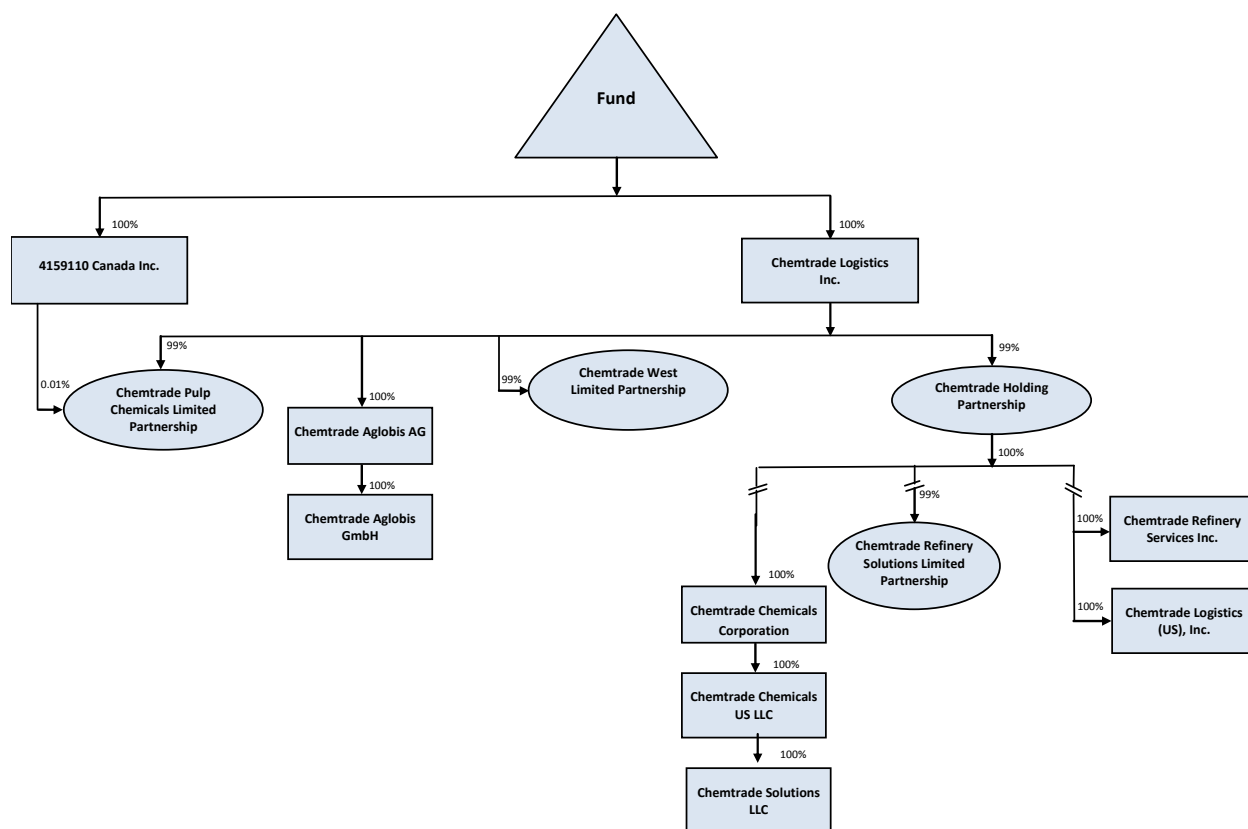 Fund
100%
100%
4159110 Canada Inc.
Chemtrade Logistics
Inc.
99%
99%
0.01%
99%
Chemtrade Pulp
Chemicals Limited
Partnership
100%
Chemtrade Aglobis AG
100%
Chemtrade Aglobis
GmbH
Chemtrade West
Limited Partnership
Chemtrade Holding
Partnership
100%
99%
100%
Chemtrade Refinery
Services Inc.
Chemtrade Refinery
Solutions Limited
Partnership
100%
Chemtrade Logistics
(US), Inc.
100%
Chemtrade Chemicals
Corporation
100%
Chemtrade Chemicals
US LLC
100%
Chemtrade Solutions
LLC